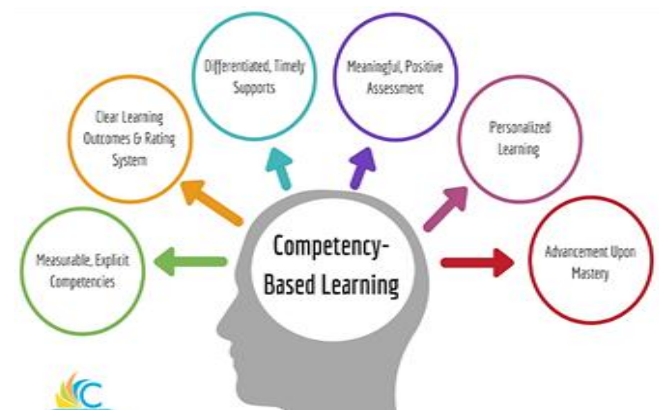 Differentiated, Timely
Supports
Meaningful, Positive
Assessment
Clear Learning
Outcomes & Rating
System
Personalized
Learning
Competency-
Based Learning
Measurable, Explicit
Competencies
Advancement Upon
Mastery
C